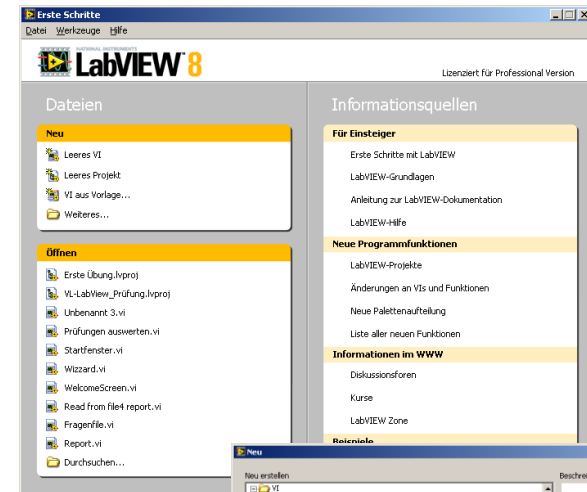 Erste Schritte
Datei Werkzeuge Hilfe
NATIONAL INSTRUMENTS
LabVIEW 8
Lizenziert für Professional Version
Dateien
Neu
Leeres VI
Leeres Projekt
VI aus Vorlage...
Weiteres...
Öffnen
Erste Übung.lvproj
VL-LabView_Prüfung.lvproj
Unbenannt 3.vi
Prüfungen auswerten.vi
Startfenster.vi
Wizzard.vi
WelcomeScreen.vi
Read from file4 report.vi
Fragenfile.vi
Report.vi
Durchsuchen...
Informationsquellen
Für Einsteiger
Erste Schritte mit LabVIEW
LabVIEW-Grundlagen
Anleitung zur LabVIEW-Dokumentation
LabVIEW-Hilfe
Neue Programmfunktionen
LabVIEW-Projekte
Änderungen an VIs und Funktionen
Neue Palettenaufteilung
Liste aller neuen Funktionen
Informationen im WWW
Diskussionsforen
Kurse
LabVIEW Zone
Beispiele
Neu
Neu erstellen
VI
Beschrei